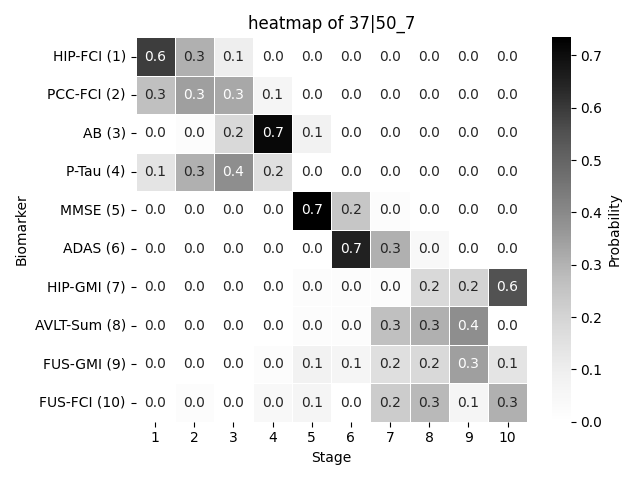 heatmap of 37|50_7
HIP-FCI (1) 0.6 0.3 0.1 0.0 0.0 0.0 0.0 0.0 0.0 0.0
PCC-FCI (2) 0.3 0.3 0.3 0.1 0.0 0.0 0.0 0.0 0.0 0.0
AB (3) 0.0 0.0 0.2 0.7 0.1 0.0 0.0 0.0 0.0 0.0
P-Tau (4) 0.1 0.3 0.4 0.2 0.0 0.0 0.0 0.0 0.0 0.0
MMSE (5) 0.0 0.0 0.0 0.0 0.7 0.2 0.0 0.0 0.0 0.0
ADAS (6) 0.0 0.0 0.0 0.0 0.0 0.7 0.3 0.0 0.0 0.0
HIP-GMI (7) 0.0 0.0 0.0 0.0 0.0 0.0 0.0 0.2 0.2 0.6
AVLT-Sum (8) 0.0 0.0 0.0 0.0 0.0 0.0 0.3 0.3 0.4 0.0
FUS-GMI (9) 0.0 0.0 0.0 0.0 0.1 0.1 0.2 0.2 0.3 0.1
FUS-FCI (10) 0.0 0.0 0.0 0.0 0.1 0.0 0.2 0.3 0.1 0.3
1 2 3 4 5 6 7 8 9 10
Stage
Biomarker
0.7
0.6
0.5
0.4
0.3
0.2
0.1
0.0
Probability